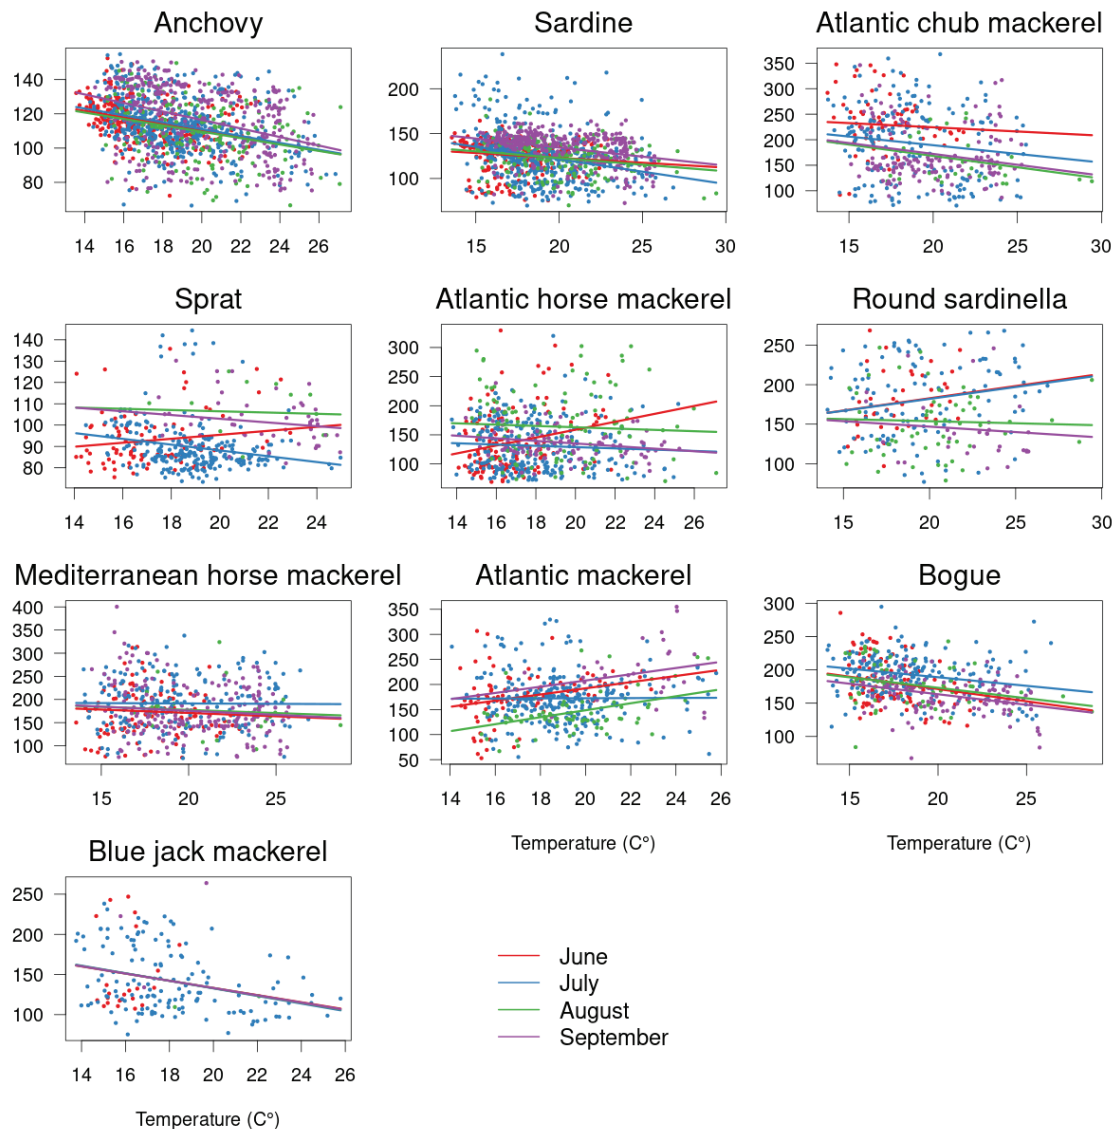 Anchovy
Sardine
Atlantic chub mackerel
140
120
100
80
14 16 18 20 22 24 26
200
150
100
15 20 25 30
350
300
250
200
150
100
15 20 25 30
Sprat
Atlantic horse mackerel
Round sardinella
140
130
120
110
100
90
80
14 16 18 20 22 24
300
250
200
150
100
14 16 18 20 22 24 26
250
200
150
100
15 20 25 30
Mediterranean horse mackerel
Atlantic mackerel
Bogue
400
350
300
250
200
150
100
15 20 25
350
300
250
200
150
100
50
14 16 18 20 22 24 26
Temperature (C°)
300
250
200
150
100
15 20 25
Temperature (C°)
Blue jack mackerel
250
200
150
100
14 16 18 20 22 24 26
Temperature (C°)
June
July
August
September